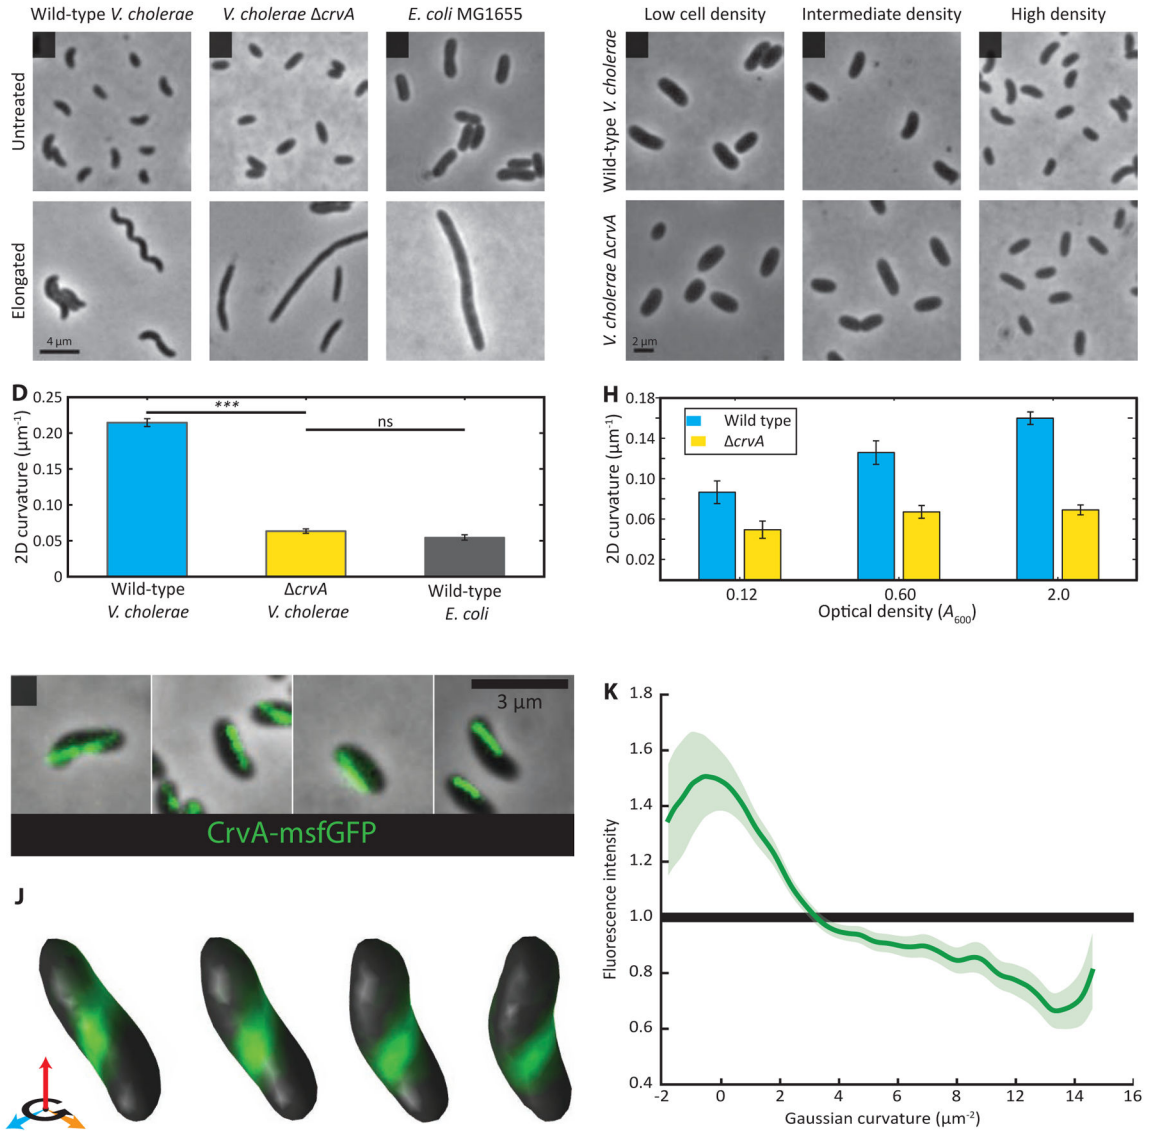 Wild-type V. cholerae
V. cholerae ΔcrvA
E. coli MG1655
Untreated
Elongated
4 µm
Low cell density
Intermediate density
High density
Wild-type V. cholerae
V. cholerae ΔcrvA
2 µm
D
2D curvature (µm⁻¹)
0.25
0.20
0.15
0.10
0.05
0
***
ns
Wild-type
V. cholerae
ΔcrvA
V. cholerae
Wild-type
E. coli
H
2D curvature (µm⁻¹)
0.18
0.14
0.10
0.06
0.02
Wild type
ΔcrvA
0.12
0.60
2.0
Optical density (A₆₀₀)
3 µm
CrvA-msfGFP
J
K
Fluorescence intensity
1.8
1.6
1.4
1.2
1.0
0.8
0.6
0.4
-2
0
2
4
6
8
10
12
14
16
Gaussian curvature (µm⁻²)